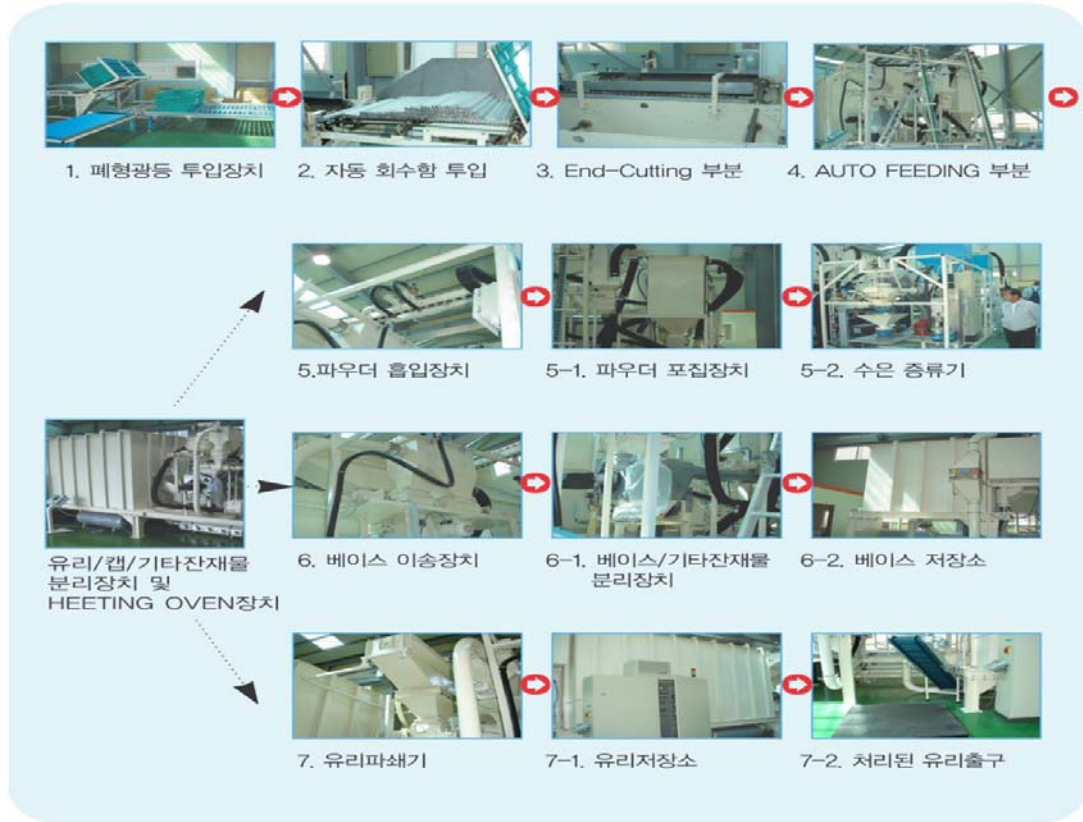 1. 폐형광등 투입장치
2. 자동 회수함 투입
3. End-Cutting 부분
4. AUTO FEEDING 부분
5.파우더 흡입장치
5-1. 파우더 포집장치
5-2. 수은 증류기
유리/캡/기타잔재물
분리장치 및
HEETING OVEN장치
6. 베이스 이송장치
6-1. 베이스/기타잔재물
분리장치
6-2. 베이스 저장소
7. 유리파쇄기
7-1. 유리저장소
7-2. 처리된 유리출구